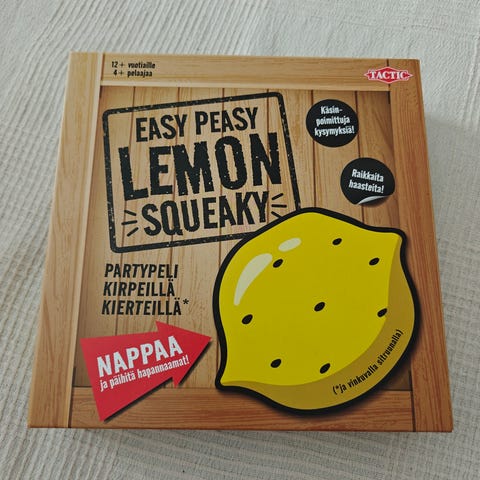 12+ vuotiaille
4+ pelaajaa
TACTIC
EASY PEASY
LEMON
SQUEAKY
Käsin-
poimittuja
kysymyksiä!
Raikkaita
haasteita!
PARTYPELI
KIRPEILLÄ
KIERTEILLÄ*
NAPPAA
ja päihitä hapannaamat!
(*ja vinkuvalla sitruunalla)